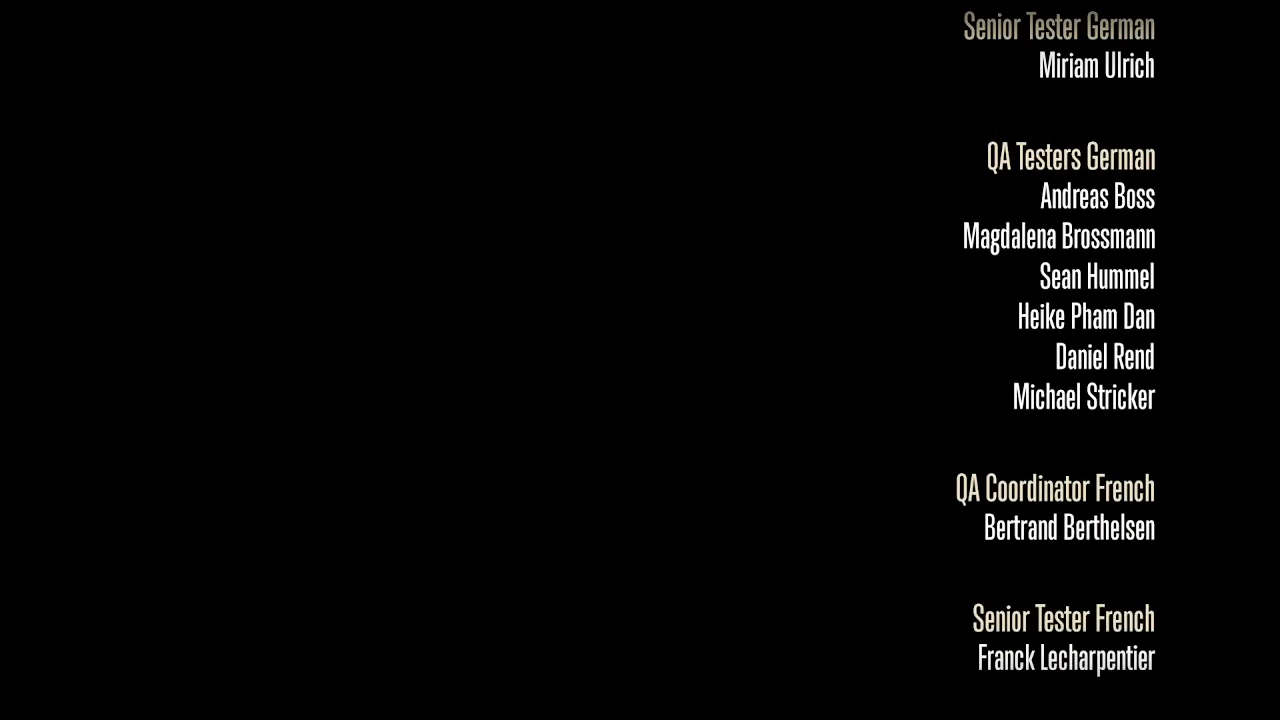 Senior Tester German
Miriam Ulrich
QA Testers German
Andreas Boss
Magdalena Brossmann
Sean Hummel
Heike Pham Dan
Daniel Rend
Michael Stricker
QA Coordinator French
Bertrand Berthelsen
Senior Tester French
Franck Lecharpentier